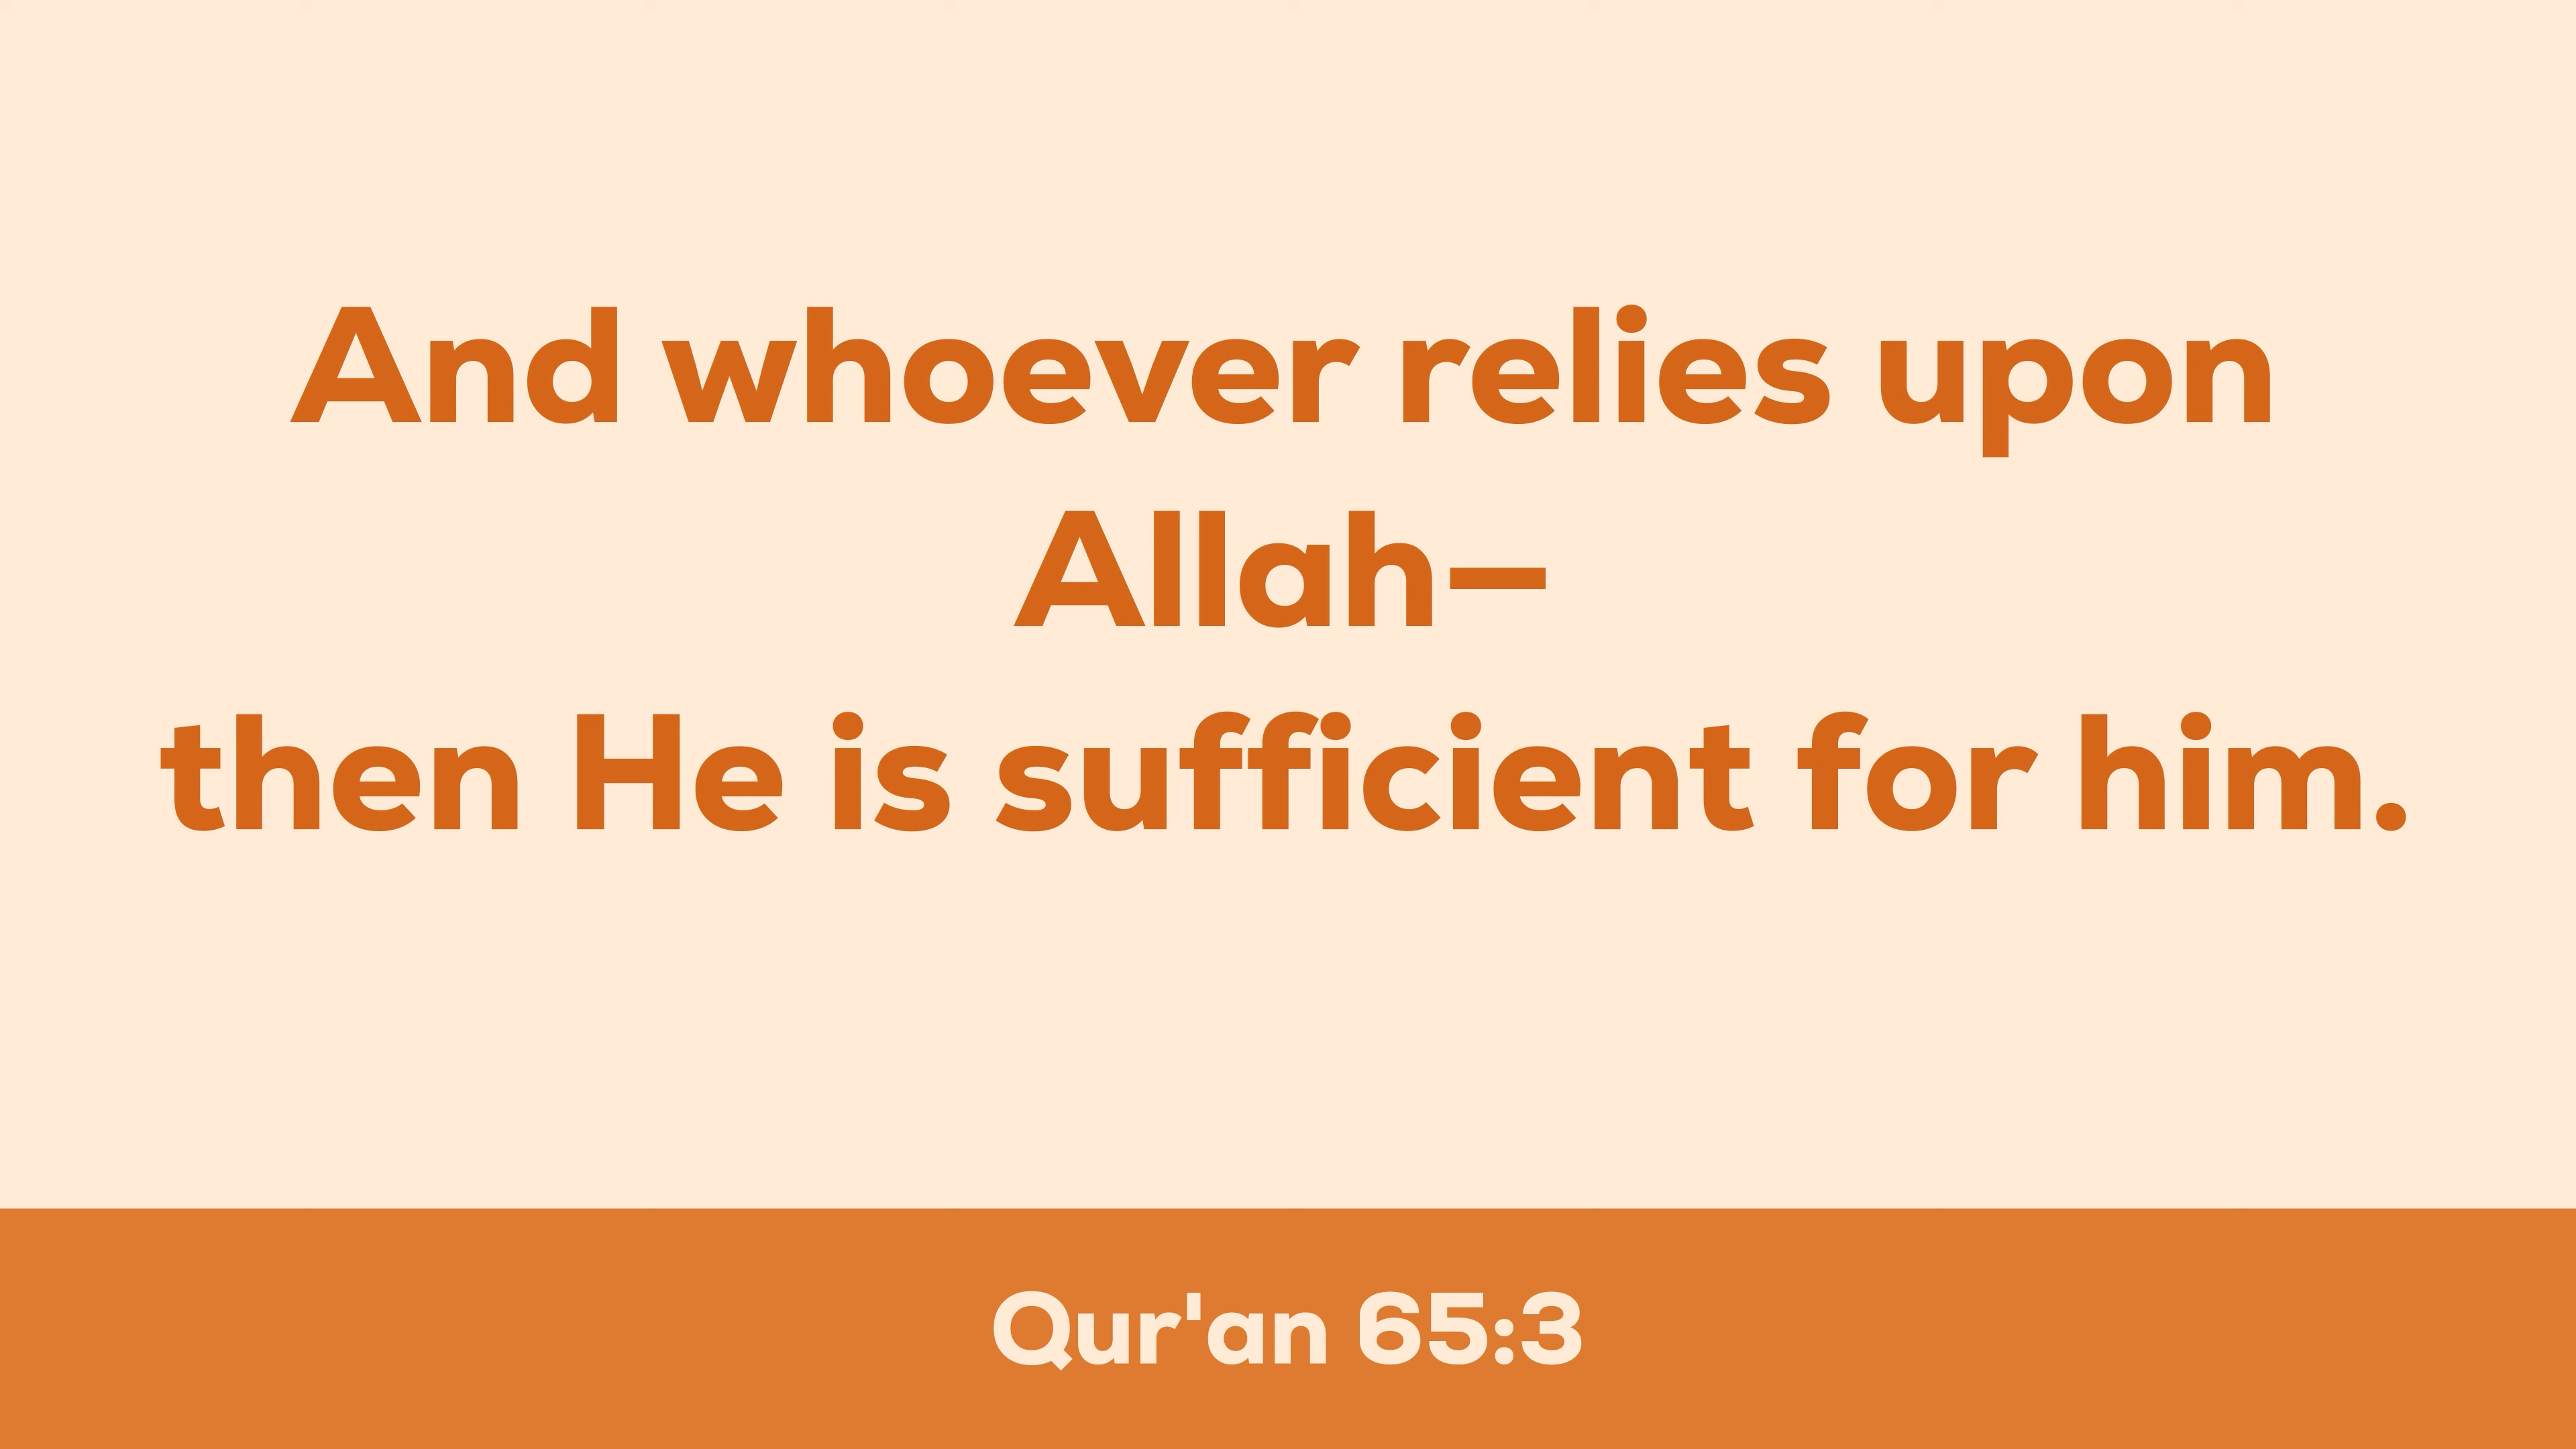 And whoever relies upon
Allah—
then He is sufficient for him.
Qur'an 65:3